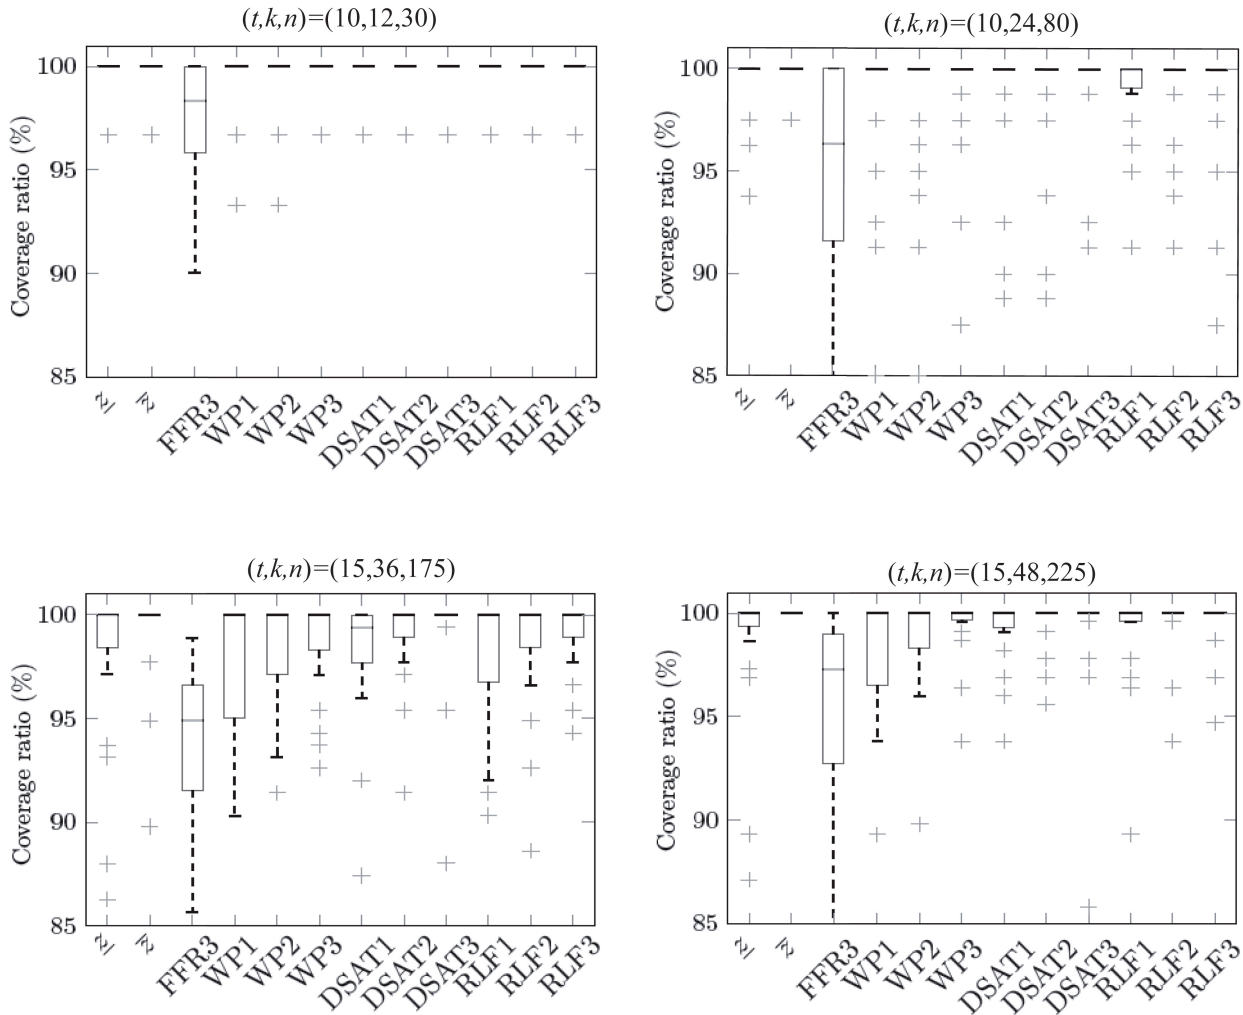 (t,k,n)=(10,12,30)
Coverage ratio (%)
100
95
90
85
z̲ z̅ FFR3 WP1 WP2 WP3 DSAT1 DSAT2 DSAT3 RLF1 RLF2 RLF3
(t,k,n)=(10,24,80)
Coverage ratio (%)
100
95
90
85
z̲ z̅ FFR3 WP1 WP2 WP3 DSAT1 DSAT2 DSAT3 RLF1 RLF2 RLF3
(t,k,n)=(15,36,175)
Coverage ratio (%)
100
95
90
85
z̲ z̅ FFR3 WP1 WP2 WP3 DSAT1 DSAT2 DSAT3 RLF1 RLF2 RLF3
(t,k,n)=(15,48,225)
Coverage ratio (%)
100
95
90
85
z̲ z̅ FFR3 WP1 WP2 WP3 DSAT1 DSAT2 DSAT3 RLF1 RLF2 RLF3